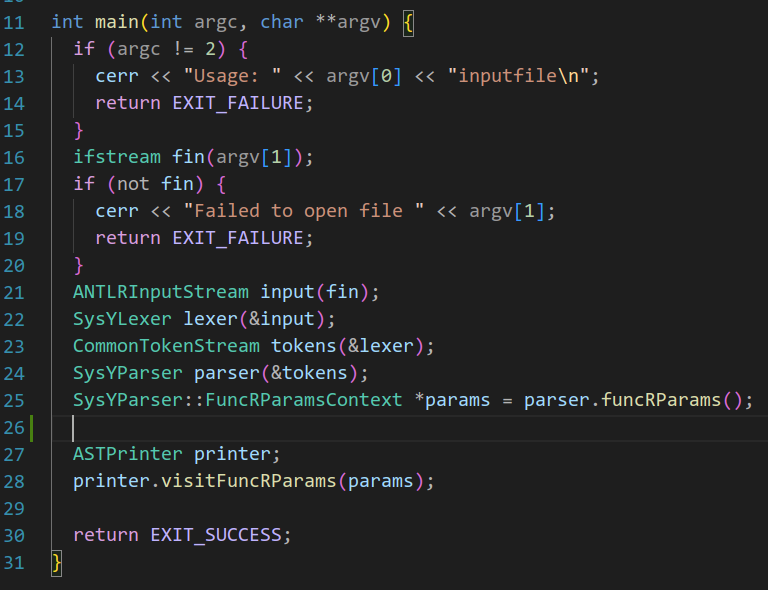 11 int main(int argc, char **argv) {
12   if (argc != 2) {
13     cerr << "Usage: " << argv[0] << "inputfile\n";
14     return EXIT_FAILURE;
15   }
16   ifstream fin(argv[1]);
17   if (not fin) {
18     cerr << "Failed to open file " << argv[1];
19     return EXIT_FAILURE;
20   }
21   ANTLRInputStream input(fin);
22   SysYLexer lexer(&input);
23   CommonTokenStream tokens(&lexer);
24   SysYParser parser(&tokens);
25   SysYParser::FuncRParamsContext *params = parser.funcRParams();
26
27   ASTPrinter printer;
28   printer.visitFuncRParams(params);
29
30   return EXIT_SUCCESS;
31 }